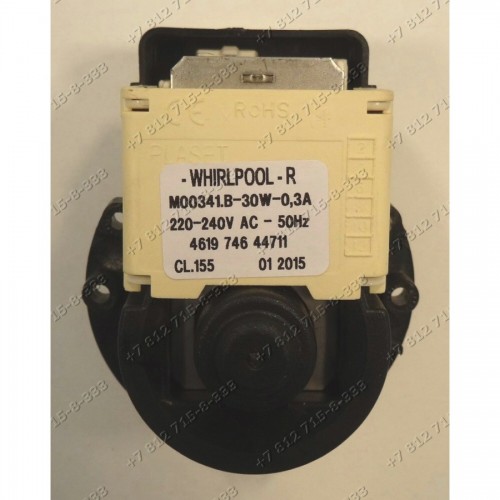 RoHS
PLASET
- WHIRLPOOL - R
M00341.B-30W-0,3A
220-240V AC - 50Hz
4619 746 44711
CL.155 01 2015
+7 812 715-8-333